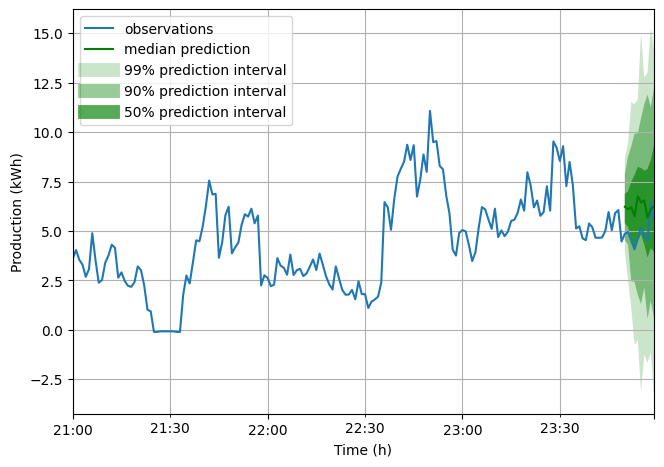 observations
median prediction
99% prediction interval
90% prediction interval
50% prediction interval
Production (kWh)
15.0
12.5
10.0
7.5
5.0
2.5
0.0
−2.5
21:00
21:30
22:00
22:30
23:00
23:30
Time (h)